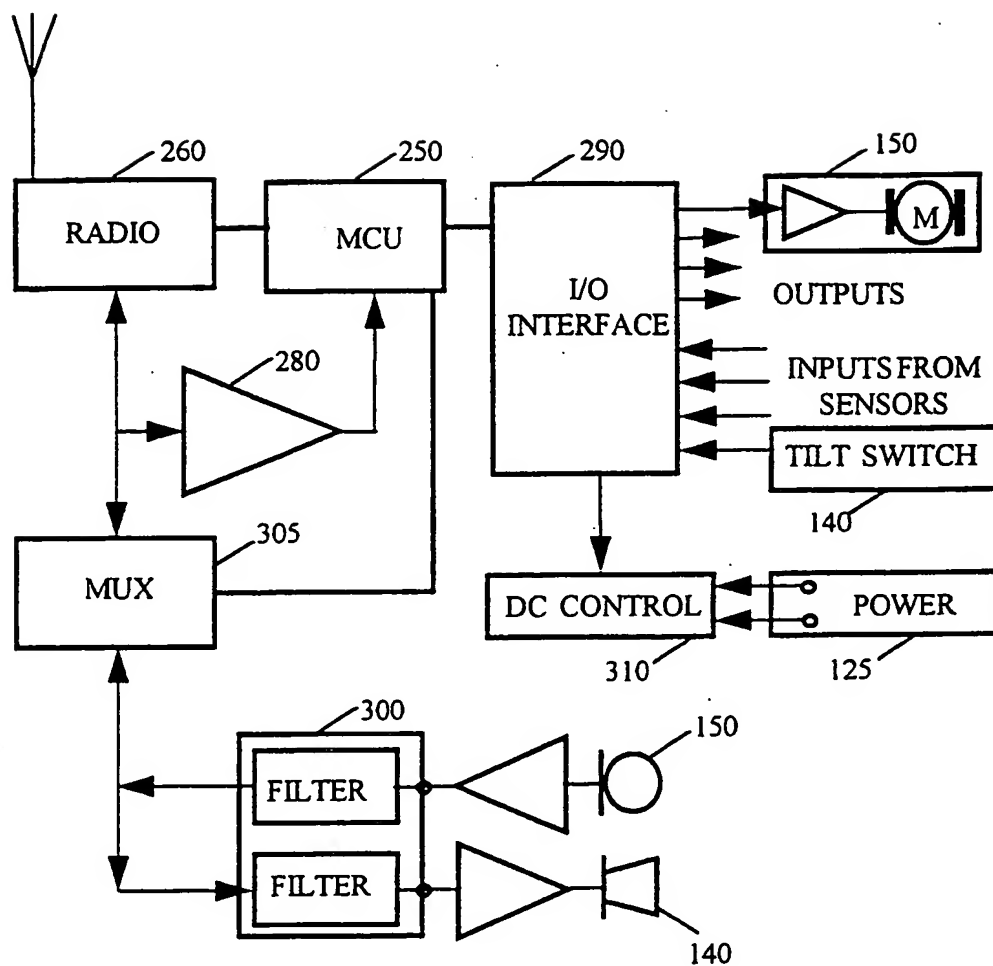 260
250
290
150
RADIO
MCU
M
I/O
INTERFACE
OUTPUTS
280
INPUTS FROM
SENSORS
TILT SWITCH
140
305
MUX
DC CONTROL
POWER
310
125
300
150
FILTER
FILTER
140